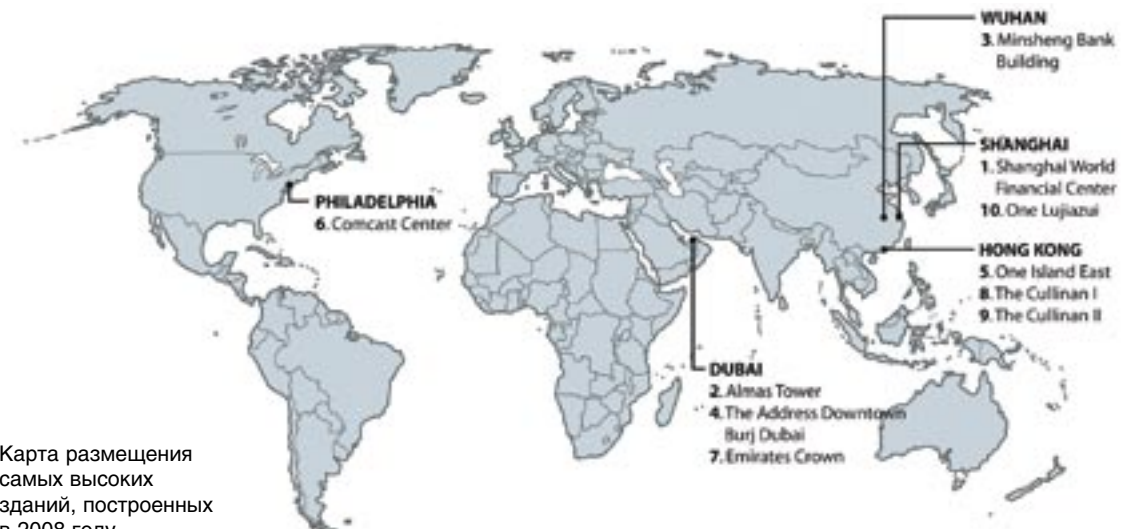 WUHAN
3. Minsheng Bank
Building
SHANGHAI
1. Shanghai World
Financial Center
10. One Lujiazui
PHILADELPHIA
6. Comcast Center
HONG KONG
5. One Island East
8. The Cullinan I
9. The Cullinan II
DUBAI
2. Almas Tower
4. The Address Downtown
Burj Dubai
7. Emirates Crown
Карта размещения
самых высоких
зданий, построенных
в 2008 году